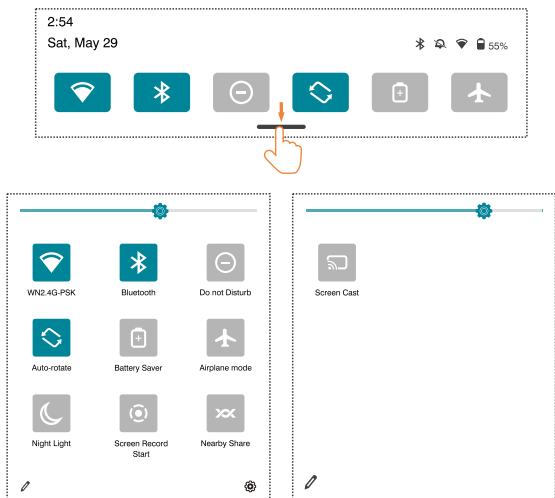 2:54
Sat, May 29
55%
WN2.4G-PSK
Bluetooth
Do not Disturb
Auto-rotate
Battery Saver
Airplane mode
Night Light
Screen Record
Start
Nearby Share
Screen Cast